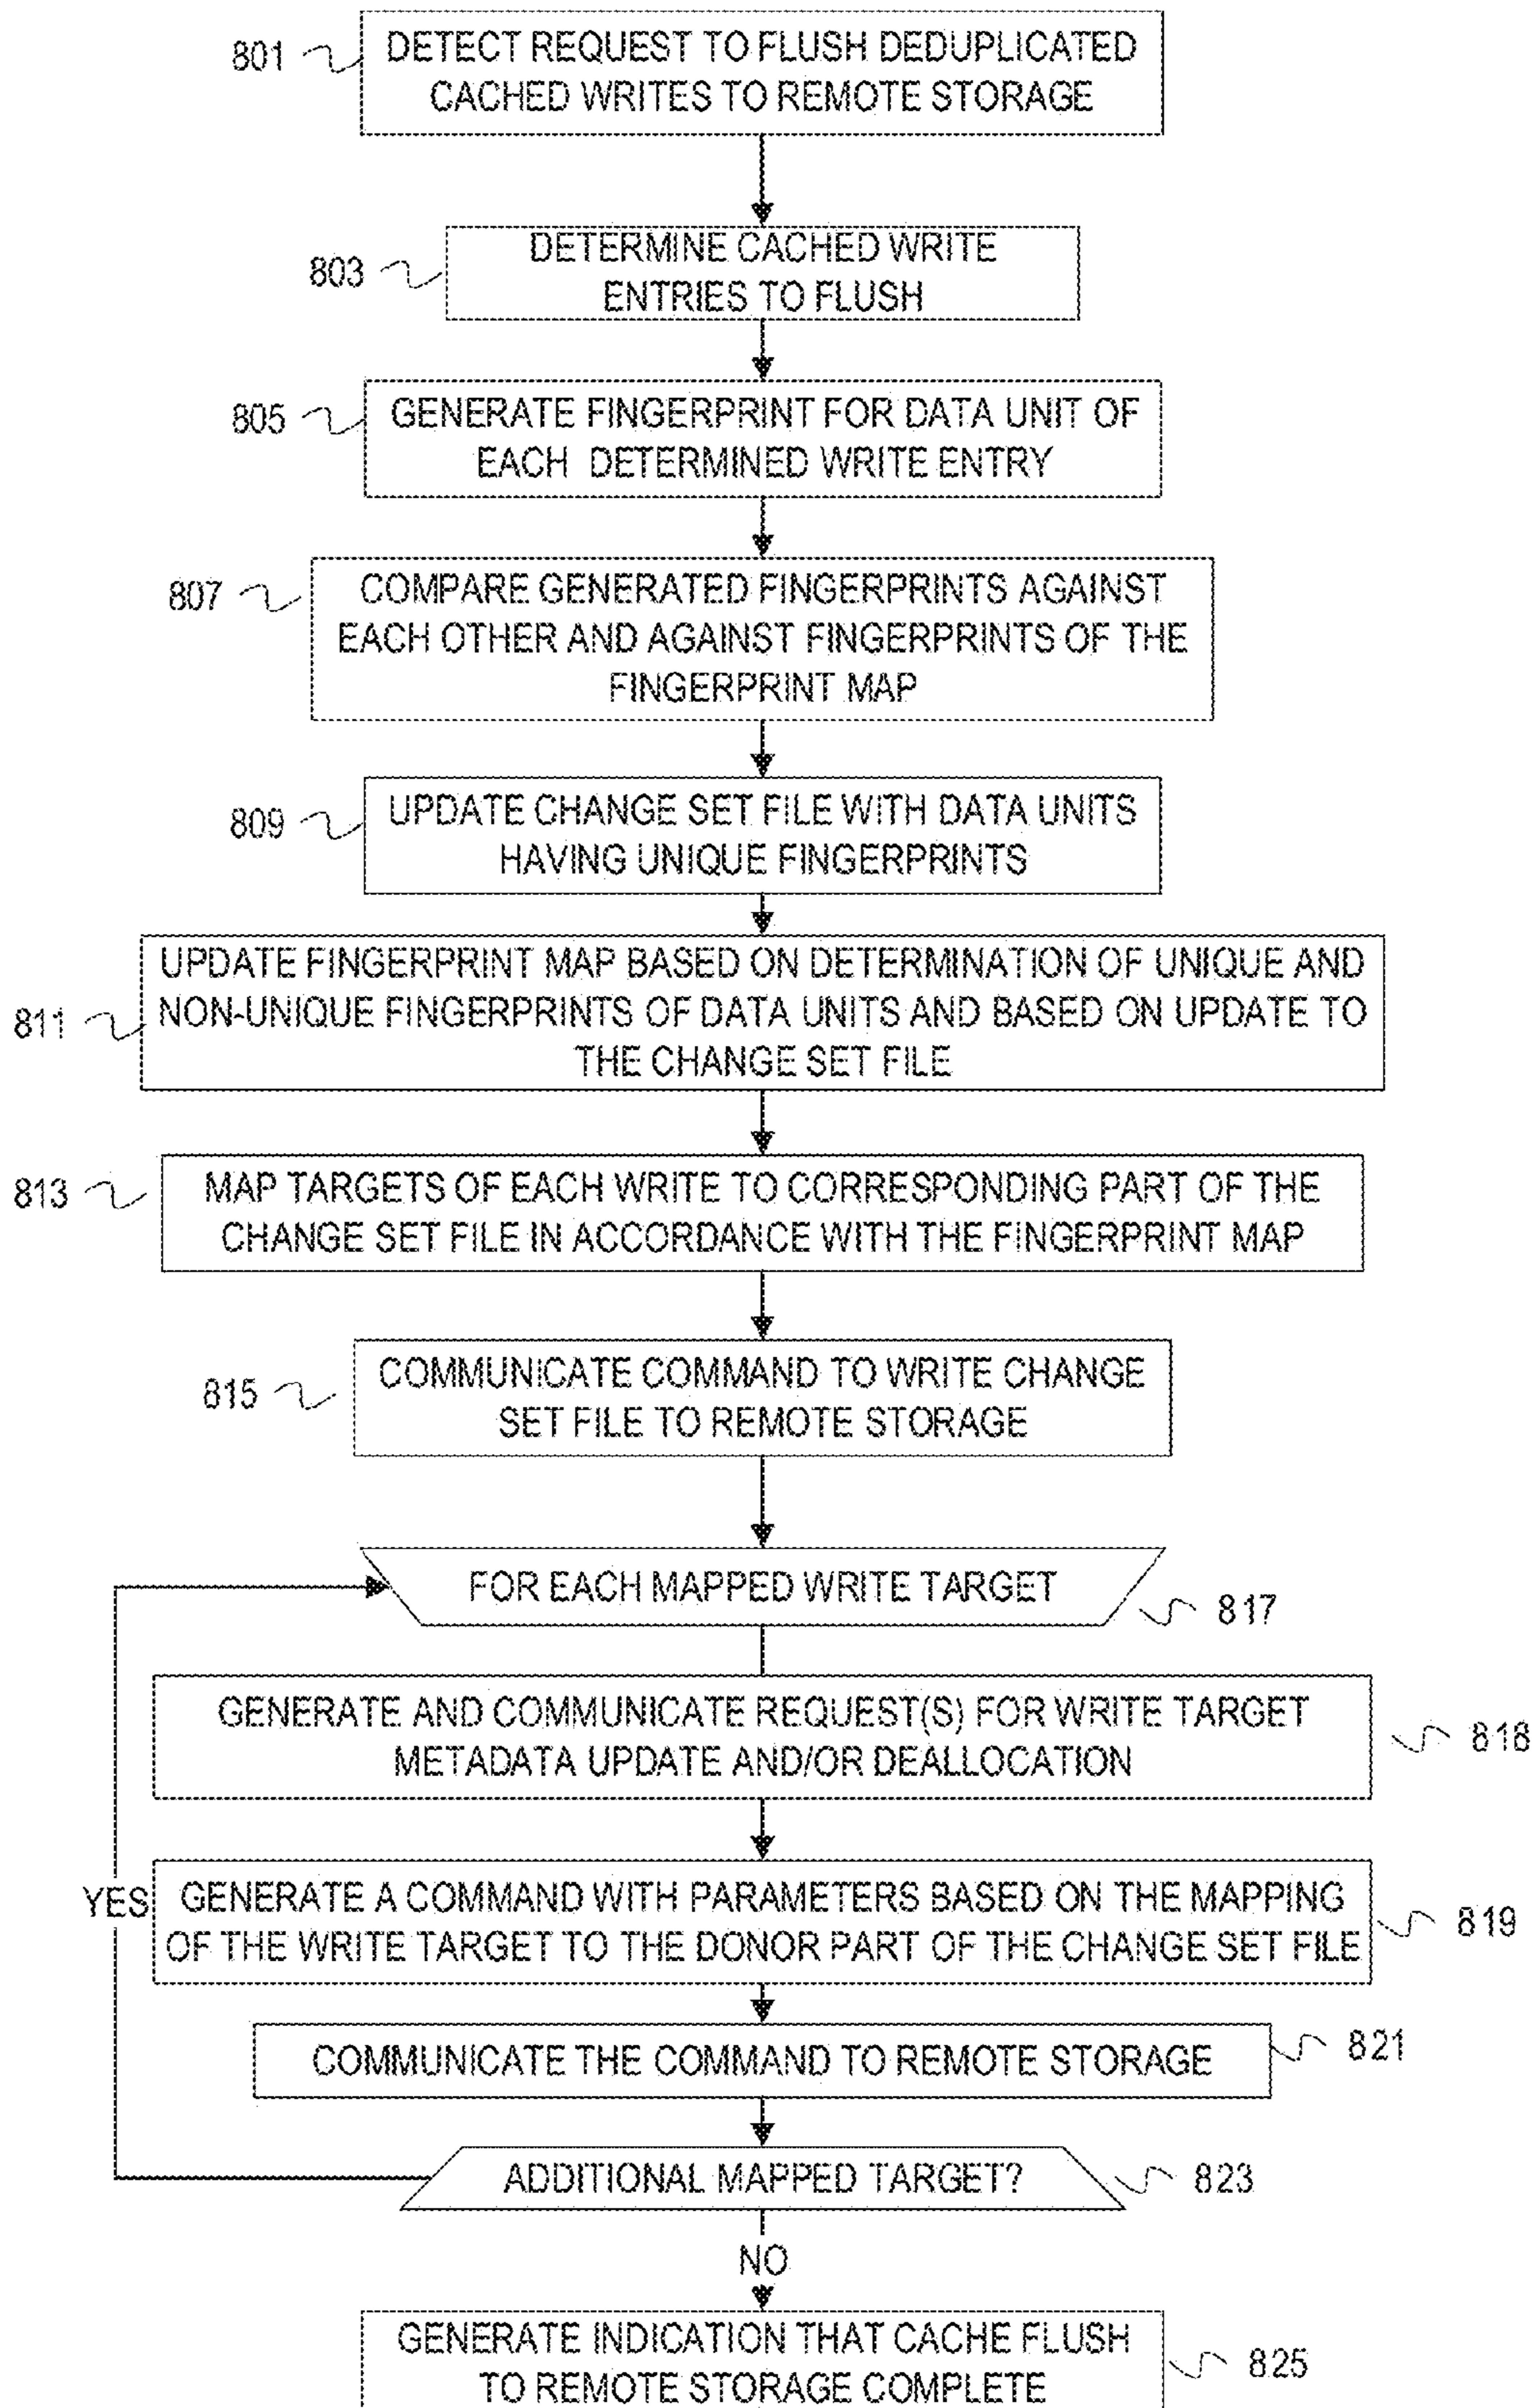 801
DETECT REQUEST TO FLUSH DEDUPLICATED
CACHED WRITES TO REMOTE STORAGE
803
DETERMINE CACHED WRITE
ENTRIES TO FLUSH
805
GENERATE FINGERPRINT FOR DATA UNIT OF
EACH DETERMINED WRITE ENTRY
807
COMPARE GENERATED FINGERPRINTS AGAINST
EACH OTHER AND AGAINST FINGERPRINTS OF THE
FINGERPRINT MAP
809
UPDATE CHANGE SET FILE WITH DATA UNITS
HAVING UNIQUE FINGERPRINTS
811
UPDATE FINGERPRINT MAP BASED ON DETERMINATION OF UNIQUE AND
NON-UNIQUE FINGERPRINTS OF DATA UNITS AND BASED ON UPDATE TO
THE CHANGE SET FILE
813
MAP TARGETS OF EACH WRITE TO CORRESPONDING PART OF THE
CHANGE SET FILE IN ACCORDANCE WITH THE FINGERPRINT MAP
815
COMMUNICATE COMMAND TO WRITE CHANGE
SET FILE TO REMOTE STORAGE
FOR EACH MAPPED WRITE TARGET
817
GENERATE AND COMMUNICATE REQUEST(S) FOR WRITE TARGET
METADATA UPDATE AND/OR DEALLOCATION
818
YES
GENERATE A COMMAND WITH PARAMETERS BASED ON THE MAPPING
OF THE WRITE TARGET TO THE DONOR PART OF THE CHANGE SET FILE
819
COMMUNICATE THE COMMAND TO REMOTE STORAGE
821
ADDITIONAL MAPPED TARGET?
823
NO
GENERATE INDICATION THAT CACHE FLUSH
TO REMOTE STORAGE COMPLETE
825